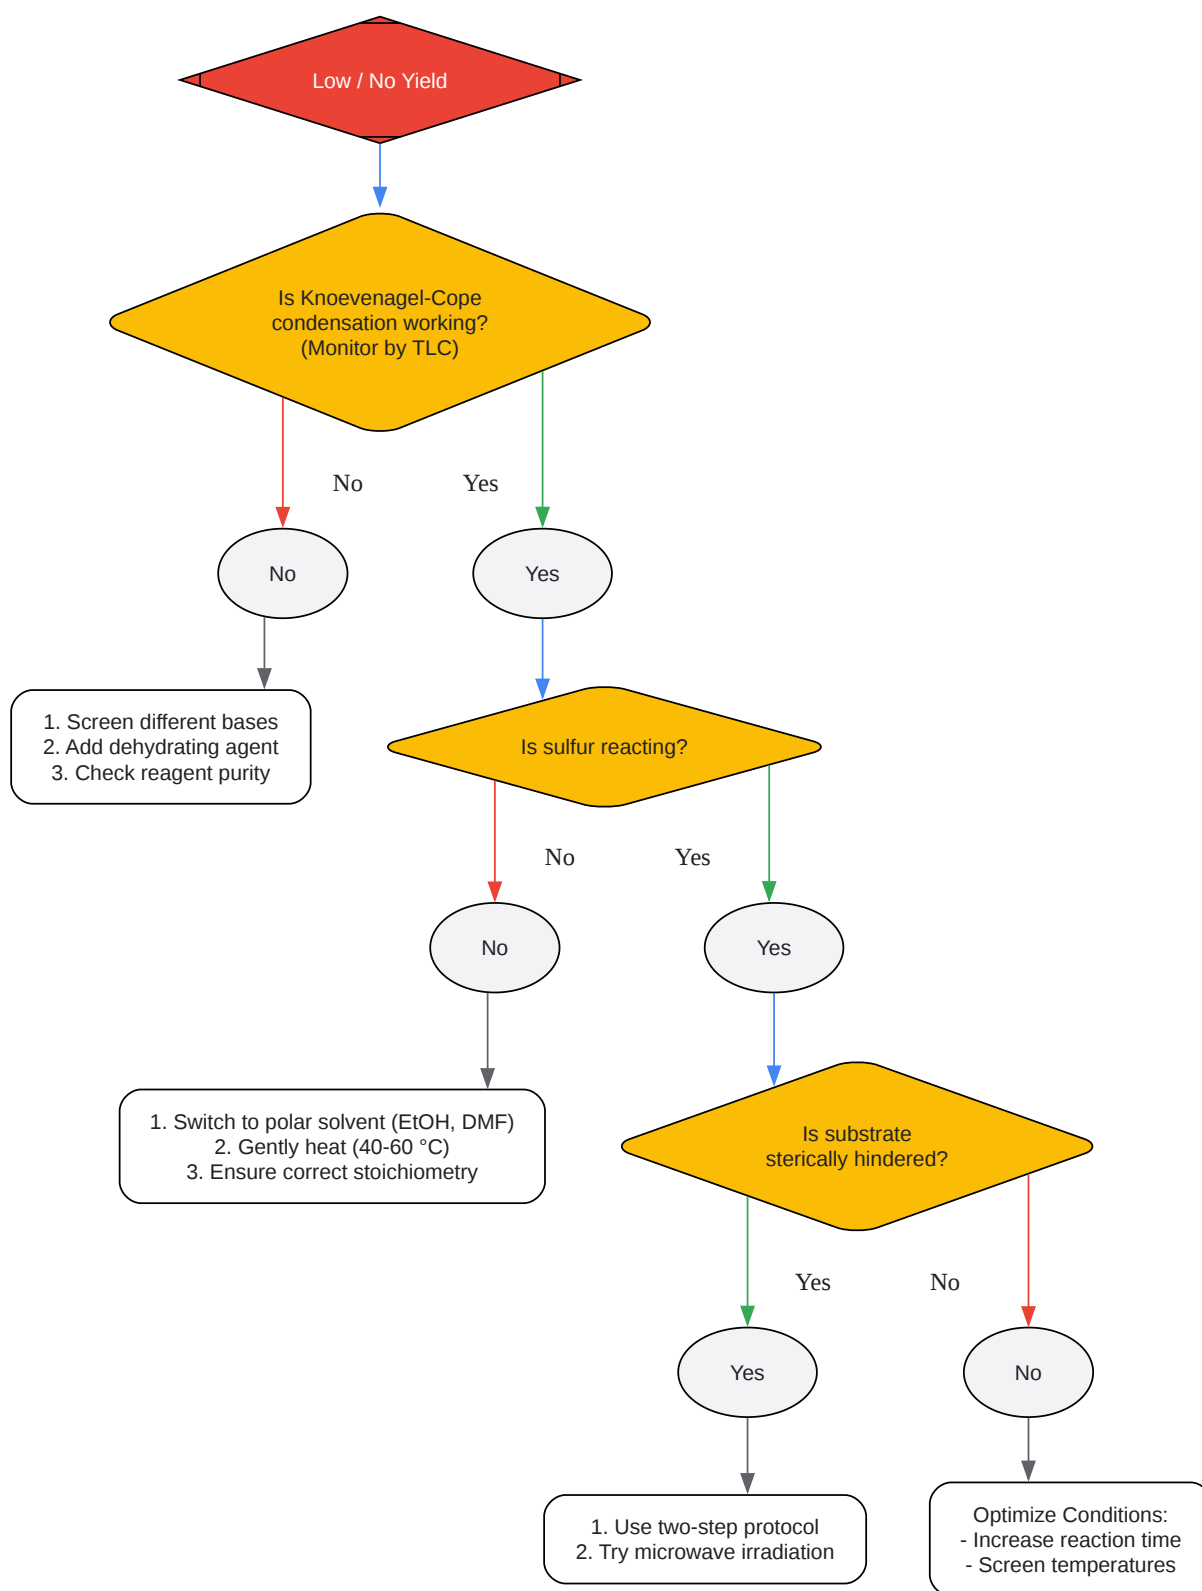 Low / No Yield
Is Knoevenagel-Cope
condensation working?
(Monitor by TLC)
No
Yes
No
Yes
1. Screen different bases
2. Add dehydrating agent
3. Check reagent purity
Is sulfur reacting?
No
Yes
No
Yes
1. Switch to polar solvent (EtOH, DMF)
2. Gently heat (40-60 °C)
3. Ensure correct stoichiometry
Is substrate
sterically hindered?
Yes
No
Yes
No
1. Use two-step protocol
2. Try microwave irradiation
Optimize Conditions:
- Increase reaction time
- Screen temperatures